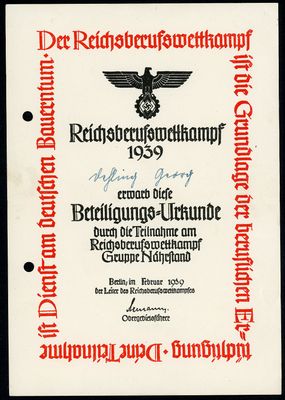 Der Reichsberufswettkampf
ist die Grundlage der beruflichen Er=
tüchtigung · Deine Teilnahme
ist Dienst am deutschen Bauerntum ·
Reichsberufswettkampf
1939
Georg
erwarb diese
Beteiligungs-Urkunde
durch die Teilnahme am
Reichsberufswettkampf
Gruppe Nährstand
Berlin, im Februar 1939
der Leiter des Reichsberufswettkampfes
Obergebietsführer